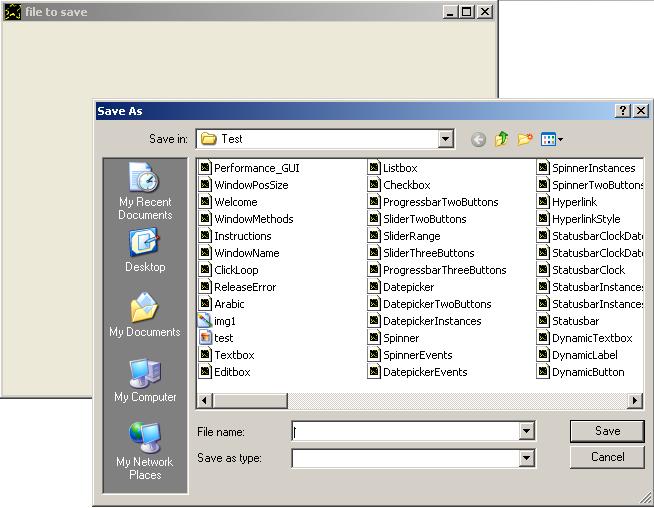 file to save
Save As
Save in: Test
My Recent
Documents
Desktop
My Documents
My Computer
My Network
Places
Performance_GUI
WindowPosSize
Welcome
WindowMethods
Instructions
WindowName
ClickLoop
ReleaseError
Arabic
img1
test
Textbox
Editbox
Listbox
Checkbox
ProgressbarTwoButtons
SliderTwoButtons
SliderRange
SliderThreeButtons
ProgressbarThreeButtons
Datepicker
DatepickerTwoButtons
DatepickerInstances
Spinner
SpinnerEvents
DatepickerEvents
SpinnerInstances
SpinnerTwoButtons
Hyperlink
HyperlinkStyle
StatusbarClockDate
StatusbarClockDate
StatusbarClock
StatusbarInstances
StatusbarInstances
Statusbar
DynamicTextbox
DynamicLabel
DynamicButton
File name:
Save
Save as type:
Cancel